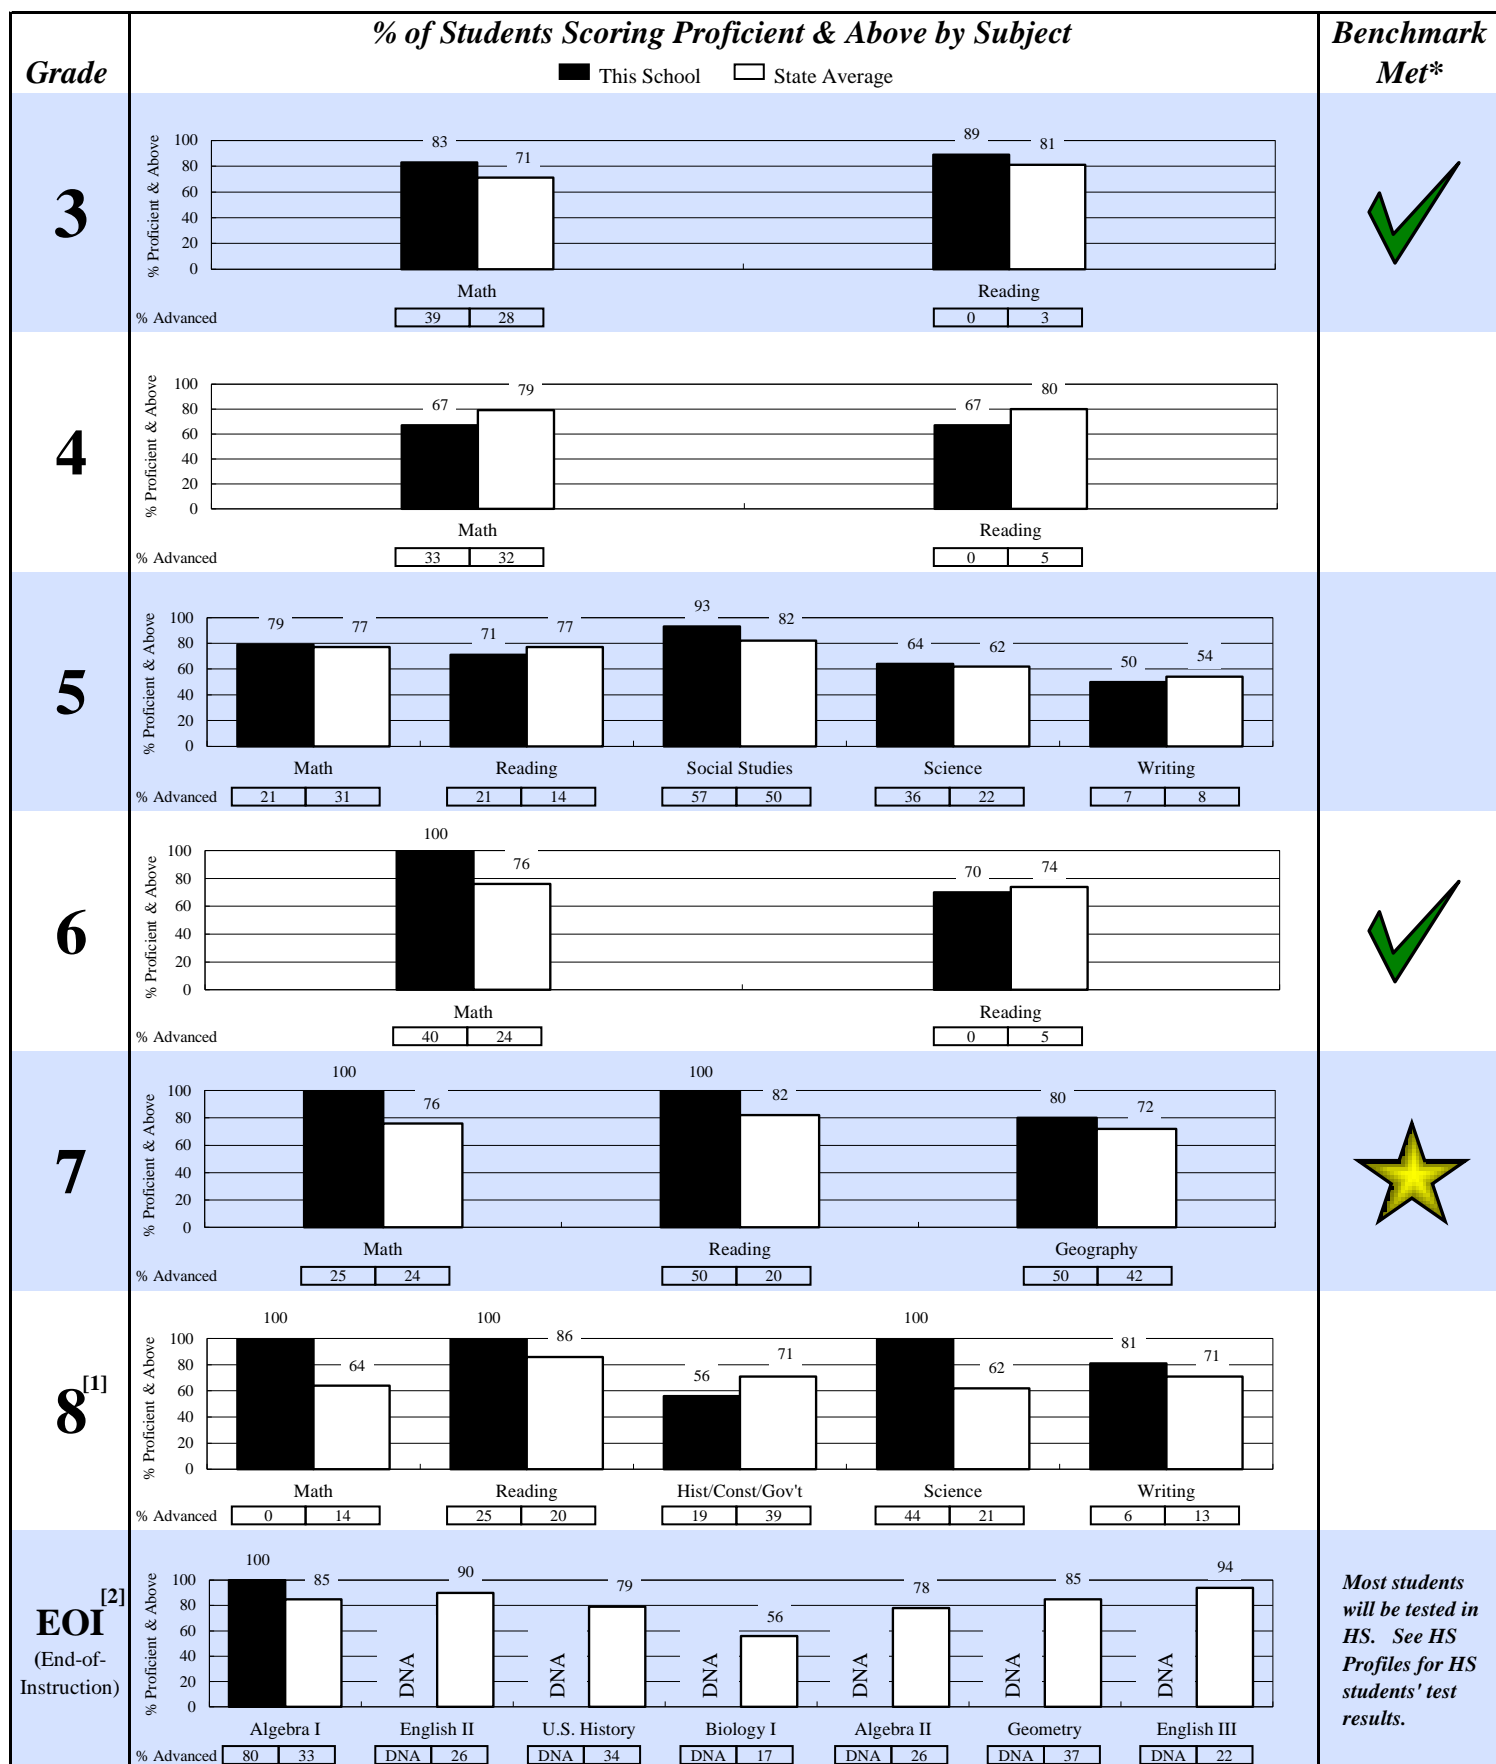 % of Students Scoring Proficient & Above by Subject
Benchmark
Met*
Grade
This School
State Average
3
% Proficient & Above
100
80
60
40
20
0
83
71
89
81
Math
Reading
% Advanced
39 28
0 3
4
% Proficient & Above
100
80
60
40
20
0
67
79
67
80
Math
Reading
% Advanced
33 32
0 5
5
% Proficient & Above
100
80
60
40
20
0
79
77
71
77
93
82
64
62
50
54
Math
Reading
Social Studies
Science
Writing
% Advanced
21 31
21 14
57 50
36 22
7 8
6
% Proficient & Above
100
80
60
40
20
0
100
76
70
74
Math
Reading
% Advanced
40 24
0 5
7
% Proficient & Above
100
80
60
40
20
0
100
76
100
82
80
72
Math
Reading
Geography
% Advanced
25 24
50 20
50 42
8[1]
% Proficient & Above
100
80
60
40
20
0
100
64
100
86
56
71
100
62
81
71
Math
Reading
Hist/Const/Gov't
Science
Writing
% Advanced
0 14
25 20
19 39
44 21
6 13
EOI[2]
(End-of-
Instruction)
% Proficient & Above
100
80
60
40
20
0
100
85
DNA
90
DNA
79
DNA
56
DNA
78
DNA
85
DNA
94
Algebra I
English II
U.S. History
Biology I
Algebra II
Geometry
English III
% Advanced
80 33
DNA 26
DNA 34
DNA 17
DNA 26
DNA 37
DNA 22
Most students
will be tested in
HS. See HS
Profiles for HS
students' test
results.